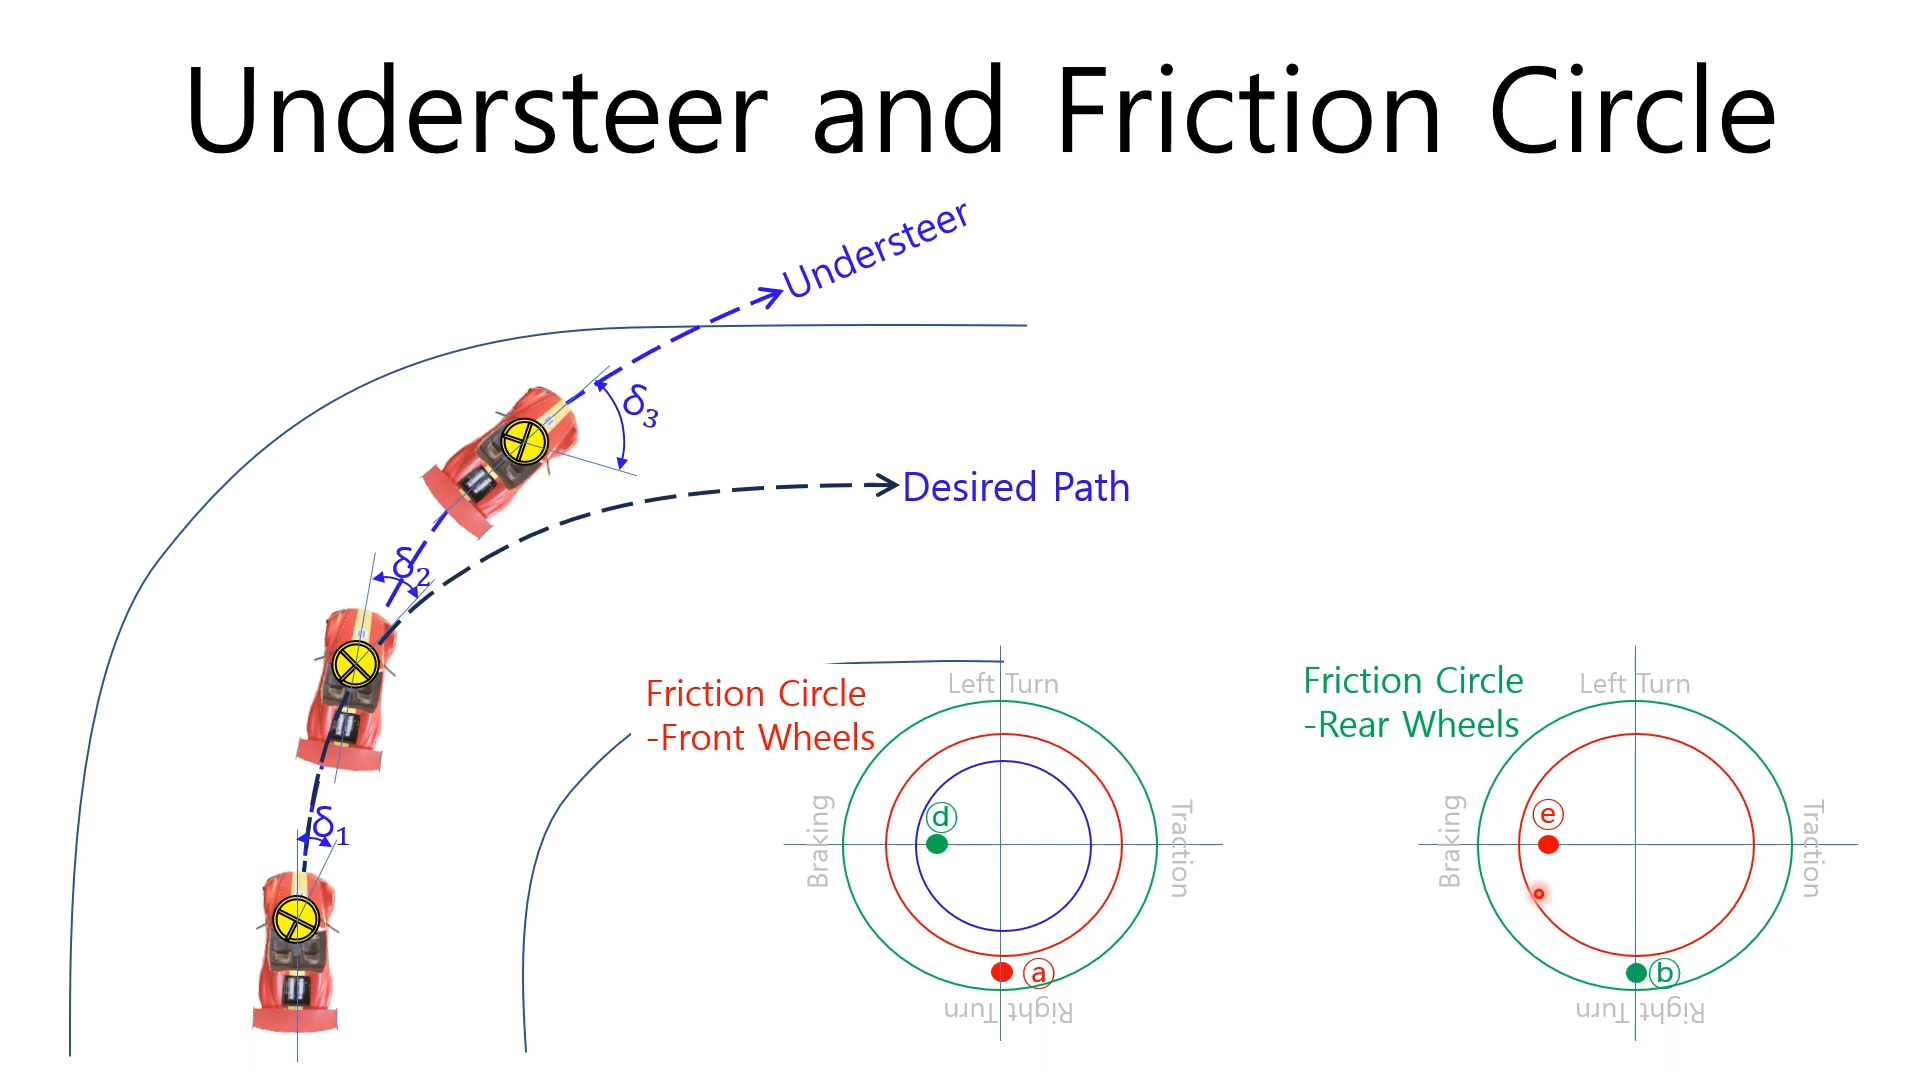 Understeer and Friction Circle
Understeer
δ3
Desired Path
δ2
δ1
Friction Circle
-Front Wheels
Left Turn
Braking
Traction
ⓓ
ⓐ
Right Turn
Friction Circle
-Rear Wheels
Left Turn
Braking
Traction
ⓔ
ⓑ
Right Turn